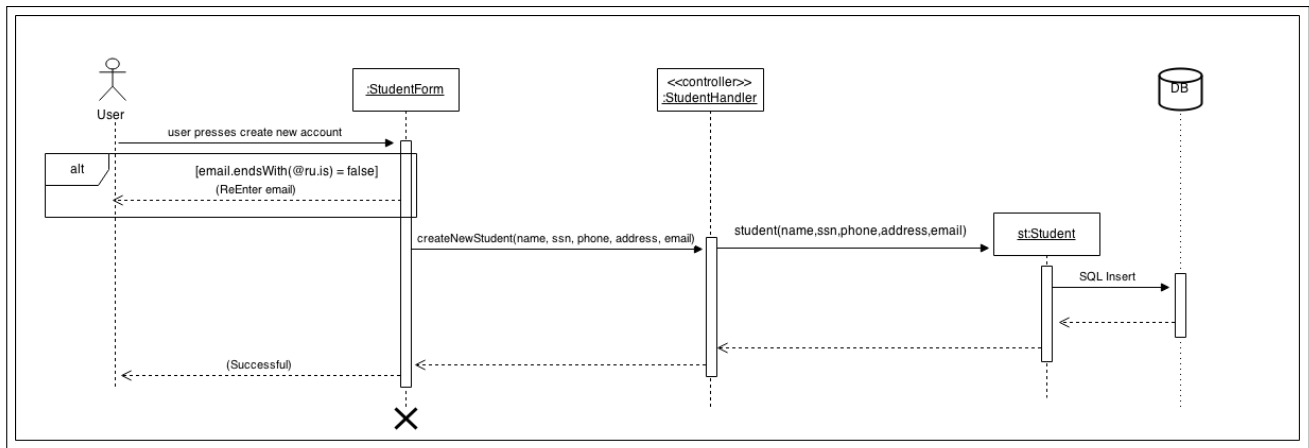 User
:StudentForm
<<controller>>
:StudentHandler
DB
user presses create new account
alt
[email.endsWith(@ru.is) = false]
(ReEnter email)
createNewStudent(name, ssn, phone, address, email)
student(name,ssn,phone,address,email)
st:Student
SQL Insert
(Successful)